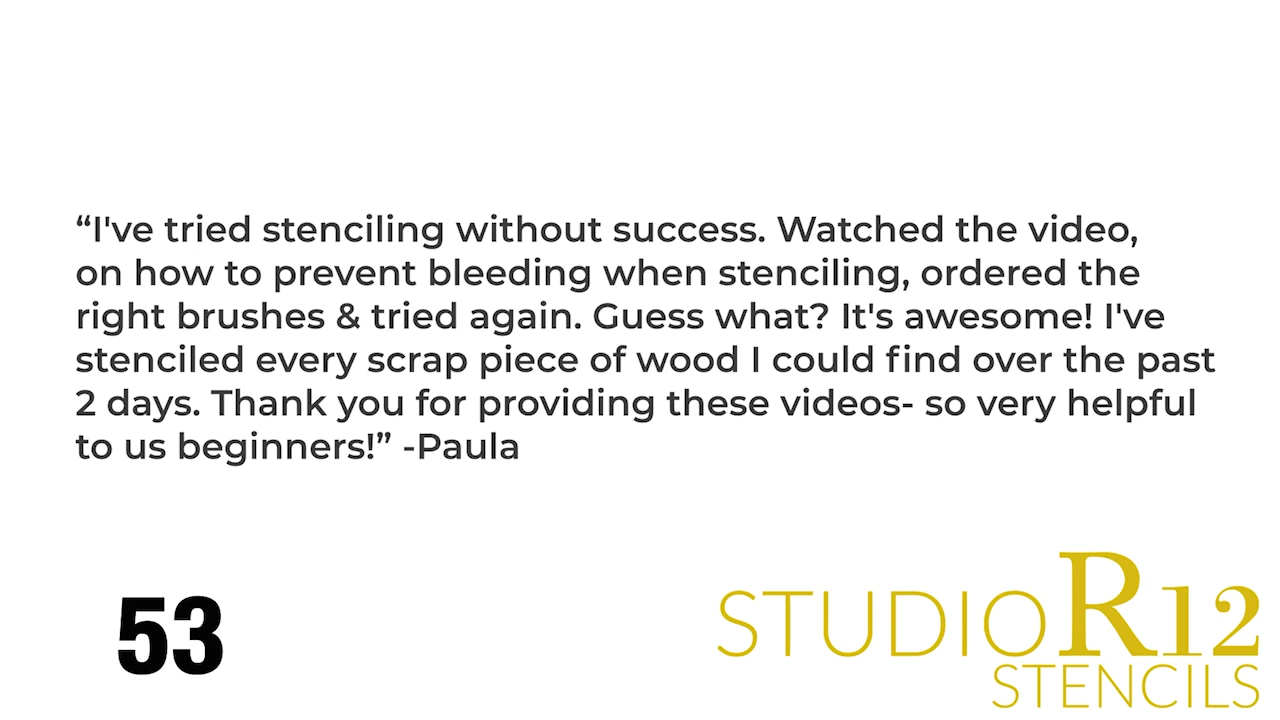 “I've tried stenciling without success. Watched the video,
on how to prevent bleeding when stenciling, ordered the
right brushes & tried again. Guess what? It's awesome! I've
stenciled every scrap piece of wood I could find over the past
2 days. Thank you for providing these videos- so very helpful
to us beginners!” -Paula
53
STUDIO R12
STENCILS